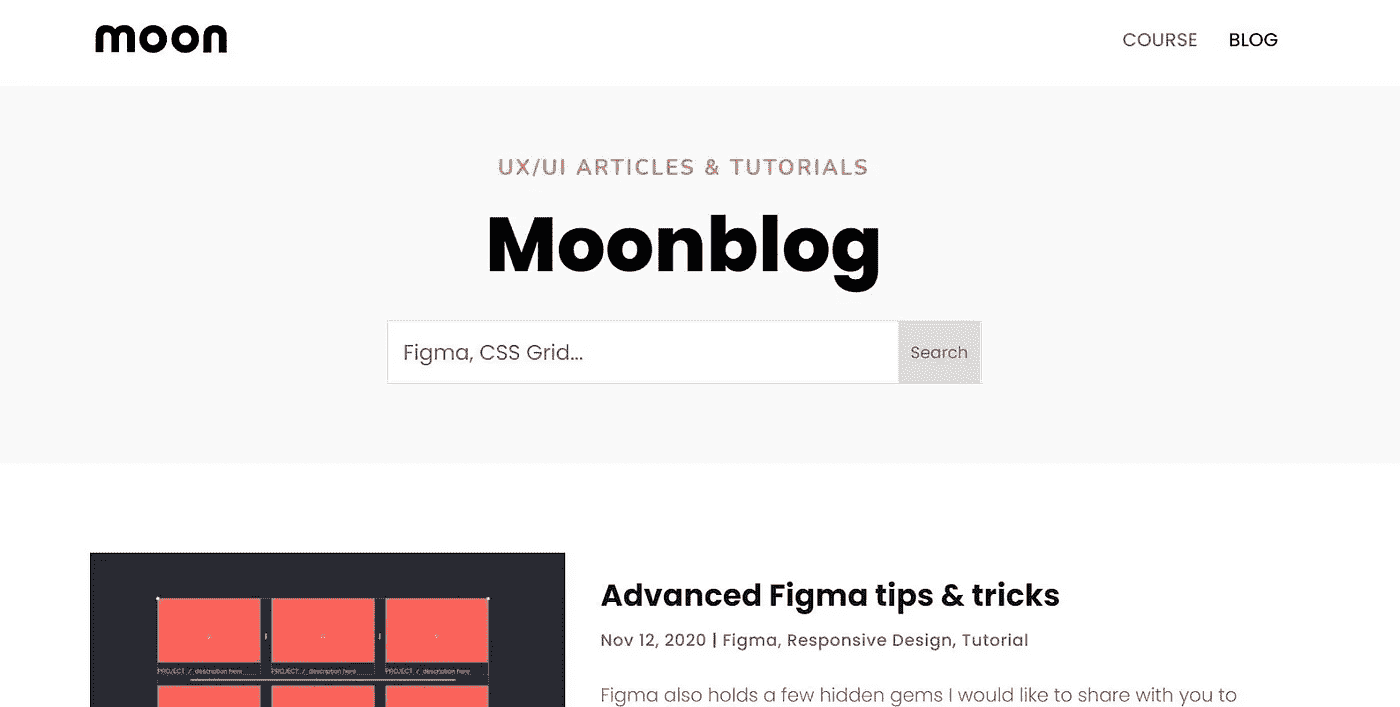 moon
COURSE BLOG
UX/UI ARTICLES & TUTORIALS
Moonblog
Figma, CSS Grid...
Search
Advanced Figma tips & tricks
Nov 12, 2020 | Figma, Responsive Design, Tutorial
PROJECT / description here
PROJECT / description here
PROJECT / description here
Figma also holds a few hidden gems I would like to share with you to